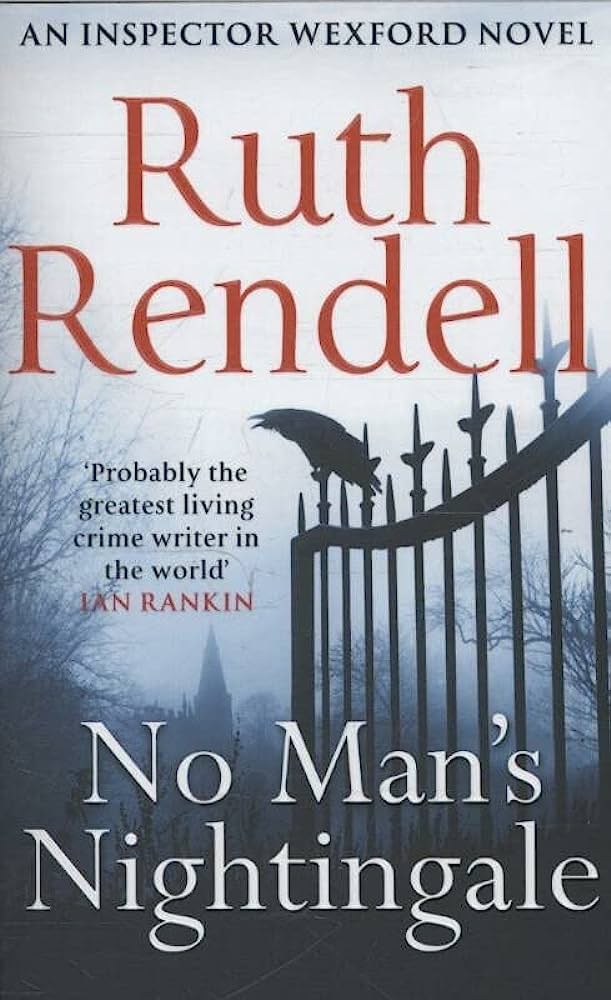 AN INSPECTOR WEXFORD NOVEL
Ruth
Rendell
‘Probably the
greatest living
crime writer in
the world’
IAN RANKIN
No Man’s
Nightingale